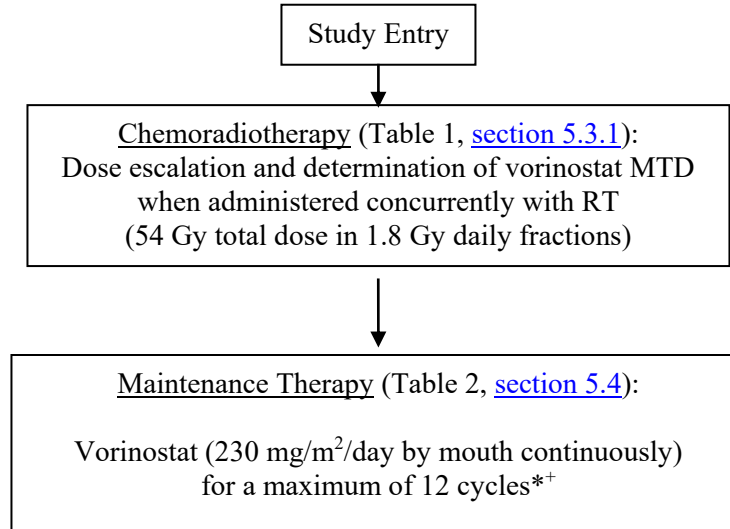 Study Entry
Chemoradiotherapy (Table 1, section 5.3.1):
Dose escalation and determination of vorinostat MTD
when administered concurrently with RT
(54 Gy total dose in 1.8 Gy daily fractions)
Maintenance Therapy (Table 2, section 5.4):
Vorinostat (230 mg/m²/day by mouth continuously)
for a maximum of 12 cycles*⁺